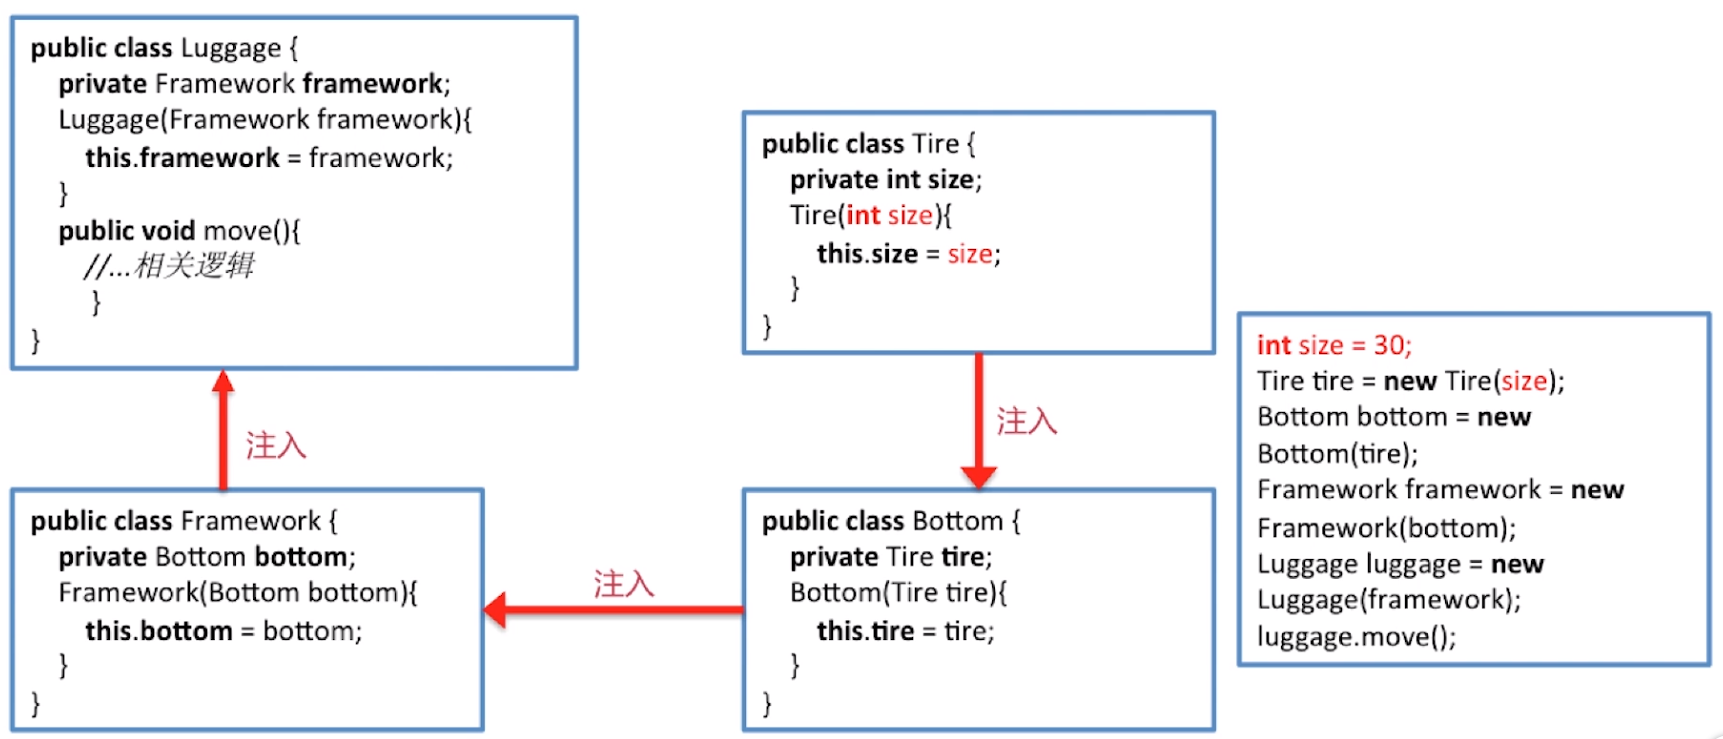 public class Luggage {
private Framework framework;
Luggage(Framework framework){
this.framework = framework;
}
public void move(){
//...相关逻辑
}
}
注入
public class Framework {
private Bottom bottom;
Framework(Bottom bottom){
this.bottom = bottom;
}
}
注入
public class Tire {
private int size;
Tire(int size){
this.size = size;
}
}
注入
public class Bottom {
private Tire tire;
Bottom(Tire tire){
this.tire = tire;
}
}
int size = 30;
Tire tire = new Tire(size);
Bottom bottom = new
Bottom(tire);
Framework framework = new
Framework(bottom);
Luggage luggage = new
Luggage(framework);
luggage.move();